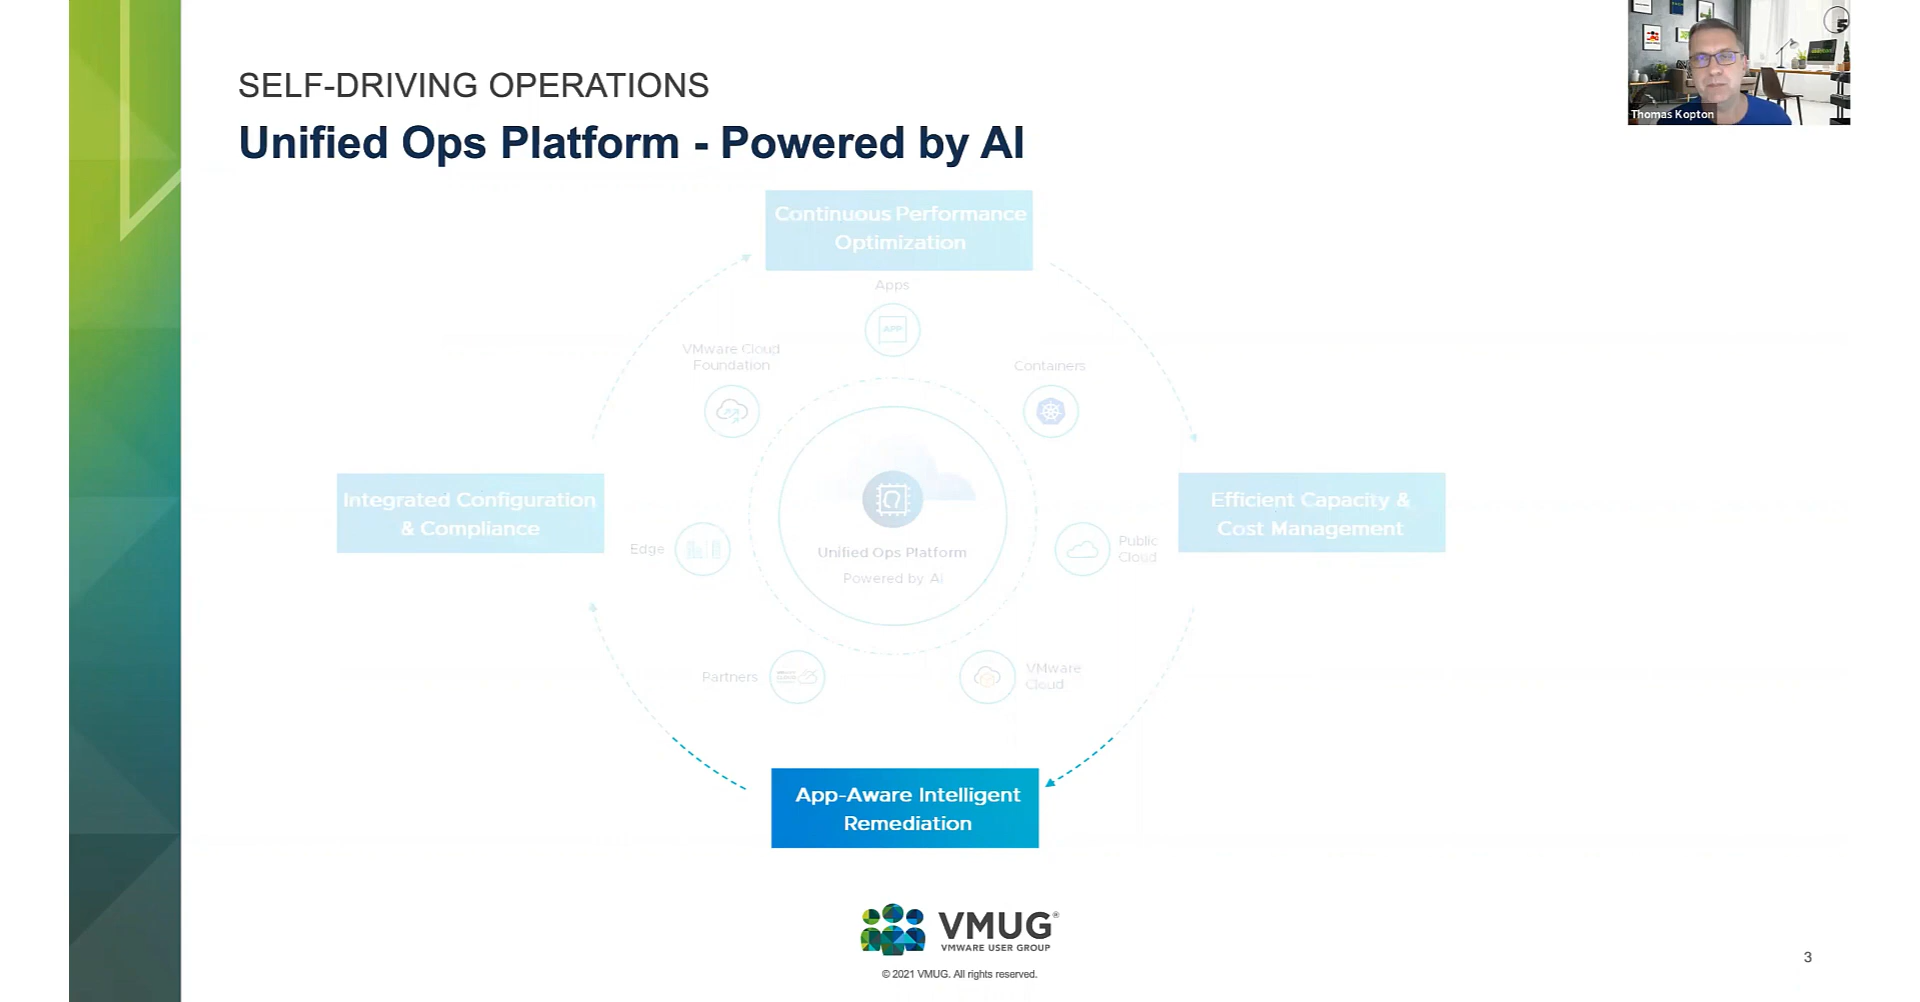 SELF-DRIVING OPERATIONS
Unified Ops Platform - Powered by AI
Thomas Kopton
Continuous Performance
Optimization
Apps
APP
VMware Cloud
Foundation
Containers
Integrated Configuration
& Compliance
Efficient Capacity &
Cost Management
Edge
Unified Ops Platform
Powered by AI
Public
Cloud
Partners
VMware
Cloud
App-Aware Intelligent
Remediation
VMUG®
VMWARE USER GROUP
© 2021 VMUG. All rights reserved.
3